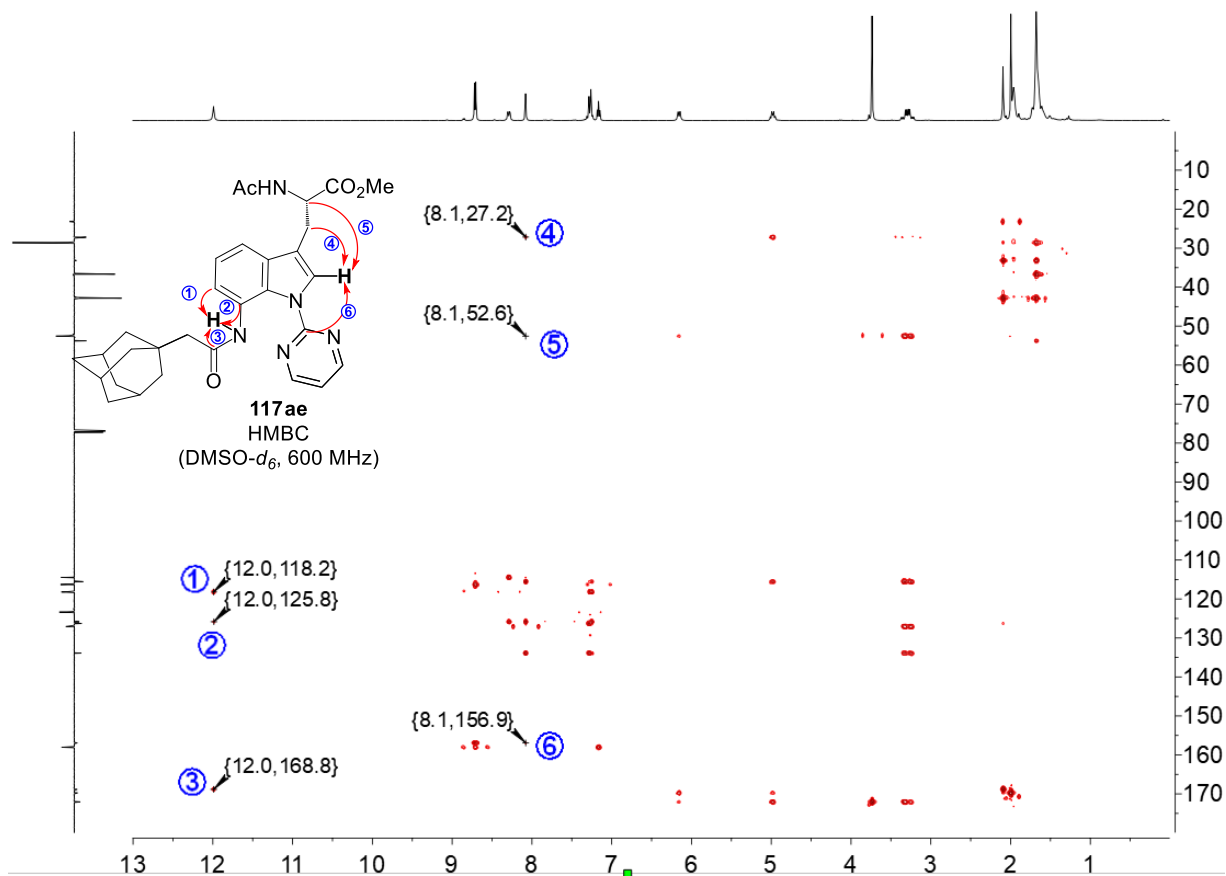 10
20
30
40
50
60
70
80
90
100
110
120
130
140
150
160
170
13 12 11 10 9 8 7 6 5 4 3 2 1
AcHN
CO2Me
⑤
④
H
①
②
⑥
H
③
N
N
N
N
O
117ae
HMBC
(DMSO-d6, 600 MHz)
{8.1,27.2}
④
{8.1,52.6}
⑤
①
{12.0,118.2}
{12.0,125.8}
②
{8.1,156.9}
⑥
③
{12.0,168.8}